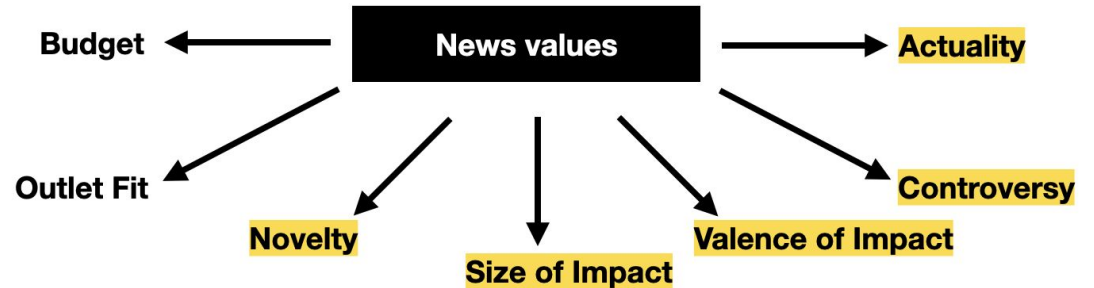 Budget
News values
Actuality
Outlet Fit
Controversy
Novelty
Valence of Impact
Size of Impact